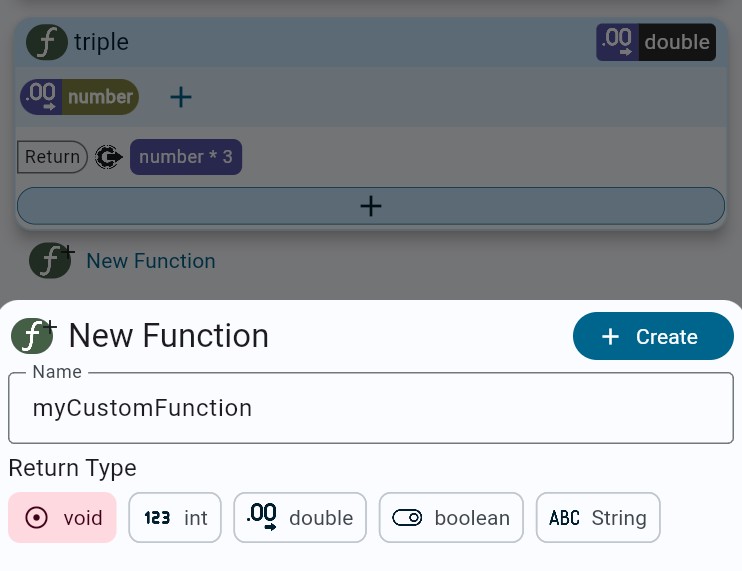 triple
.00 double
.00 number
Return number * 3
New Function
New Function
Create
Name
myCustomFunction
Return Type
void 123 int .00 double boolean ABC String